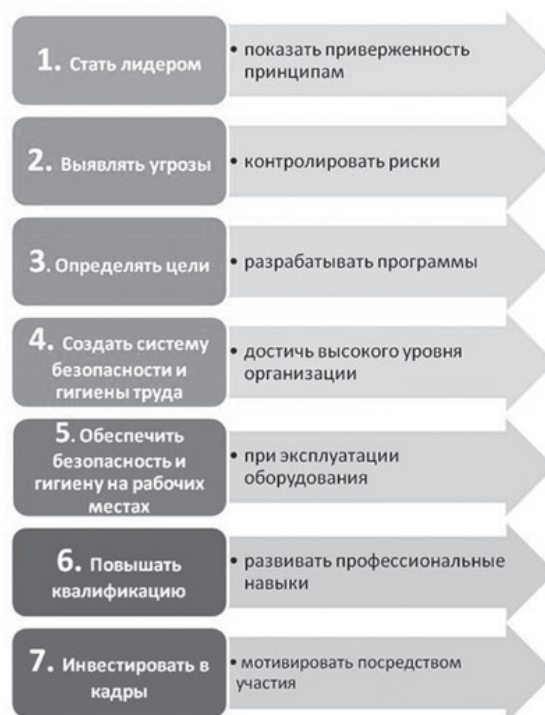 1. Стать лидером
• показать приверженность
принципам
2. Выявлять угрозы
• контролировать риски
3. Определять цели
• разрабатывать программы
4. Создать систему
безопасности и
гигиены труда
• достичь высокого уровня
организации
5. Обеспечить
безопасность и
гигиену на рабочих
местах
• при эксплуатации
оборудования
6. Повышать
квалификацию
• развивать профессиональные
навыки
7. Инвестировать в
кадры
• мотивировать посредством
участия